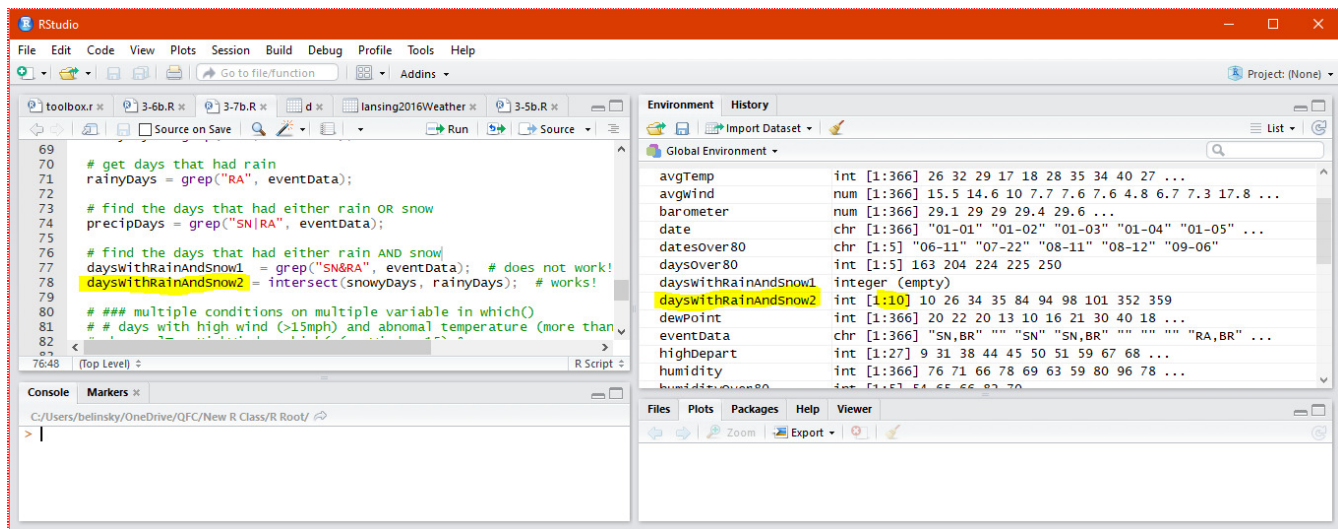 RStudio
File Edit Code View Plots Session Build Debug Profile Tools Help
Go to file/function Addins Project: (None)
toolbox.r 3-6b.R 3-7b.R d lansing2016Weather 3-5b.R
Source on Save Run Source
69
70 # get days that had rain
71 rainyDays = grep("RA", eventData);
72
73 # find the days that had either rain OR snow
74 precipDays = grep("SN|RA", eventData);
75
76 # find the days that had either rain AND snow
77 daysWithRainAndSnow1 = grep("SN&RA", eventData); # does not work!
78 daysWithRainAndSnow2 = intersect(snowyDays, rainyDays); # works!
79
80 # ### multiple conditions on multiple variable in which()
81 # # days with high wind (>15mph) and abnomal temperature (more than
82
76:48 (Top Level) R Script
Console Markers
C:/Users/belinsky/OneDrive/QFC/New R Class/R Root/
>
Environment History
Import Dataset List
Global Environment
avgTemp int [1:366] 26 32 29 17 18 28 35 34 40 27 ...
avgWind num [1:366] 15.5 14.6 10 7.7 7.6 7.6 4.8 6.7 7.3 17.8 ...
barometer num [1:366] 29.1 29 29 29.4 29.6 ...
date chr [1:366] "01-01" "01-02" "01-03" "01-04" "01-05" ...
datesOver80 chr [1:5] "06-11" "07-22" "08-11" "08-12" "09-06"
daysOver80 int [1:5] 163 204 224 225 250
daysWithRainAndSnow1 integer (empty)
daysWithRainAndSnow2 int [1:10] 10 26 34 35 84 94 98 101 352 359
dewPoint int [1:366] 20 22 20 13 10 16 21 30 40 18 ...
eventData chr [1:366] "SN,BR" "" "SN" "SN,BR" "" "" "" "RA,BR" ...
highDepart int [1:27] 9 31 38 44 45 50 51 59 67 68 ...
humidity int [1:366] 76 71 66 78 69 63 59 80 96 78 ...
humidityOver80 int [1:5] 54 65 66 82 70
Files Plots Packages Help Viewer
Zoom Export